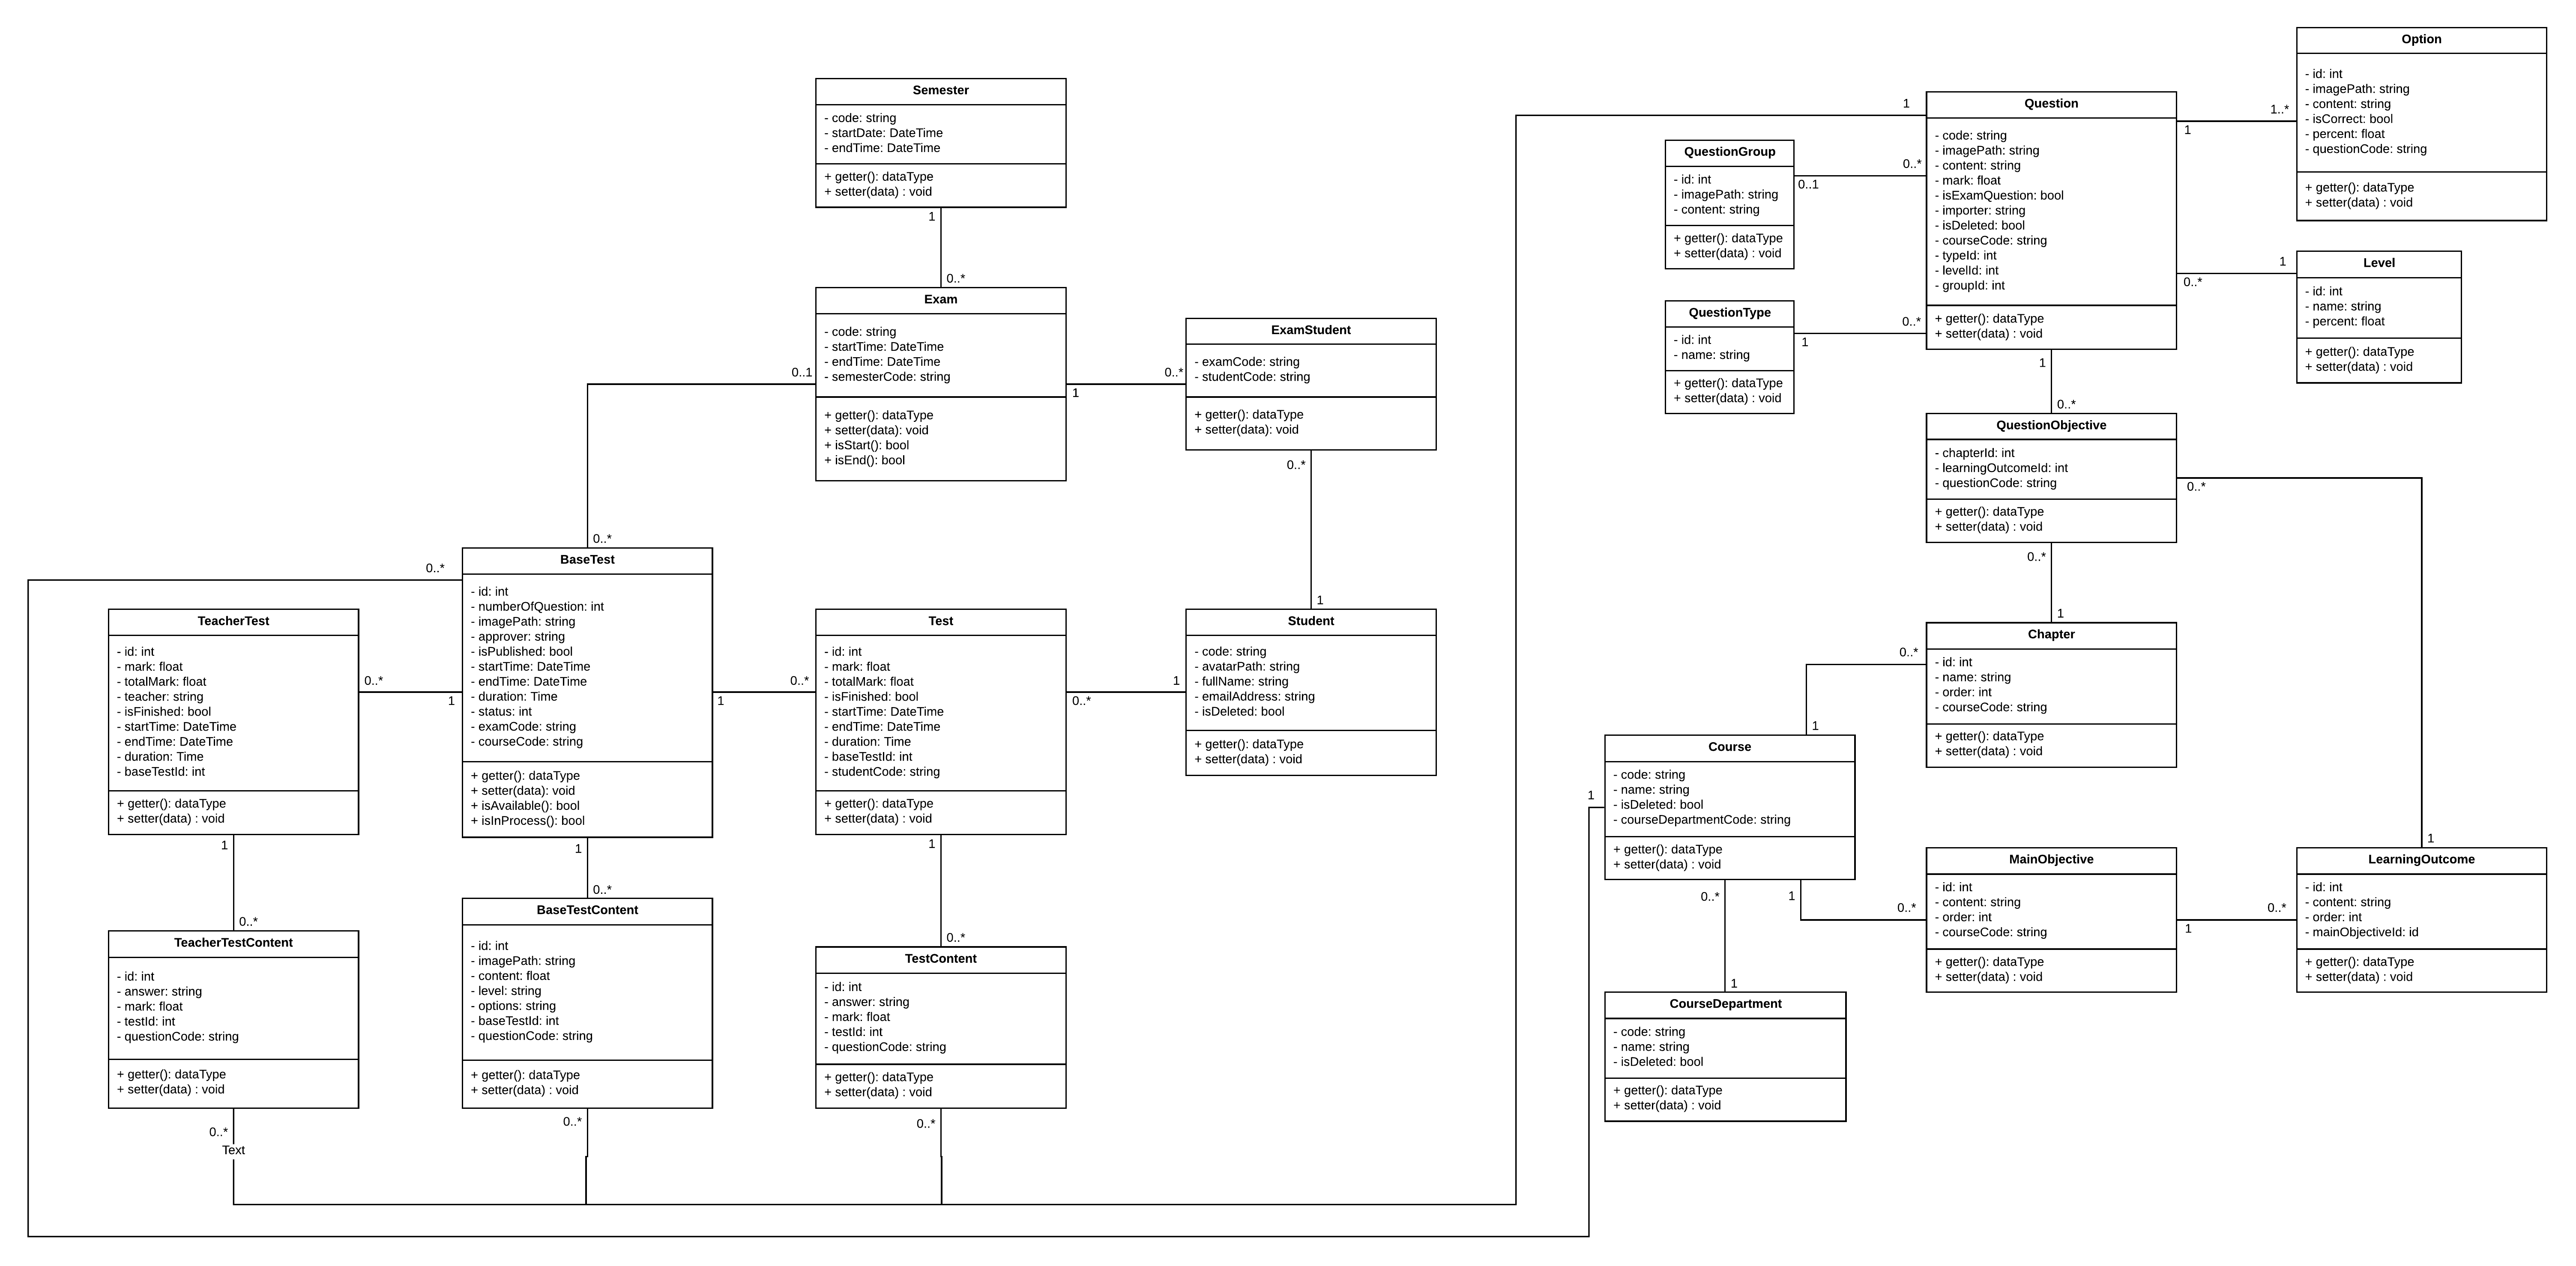 Semester
- code: string
- startDate: DateTime
- endTime: DateTime
+ getter(): dataType
+ setter(data) : void
1
0..*
Exam
- code: string
- startTime: DateTime
- endTime: DateTime
- semesterCode: string
+ getter(): dataType
+ setter(data): void
+ isStart(): bool
+ isEnd(): bool
0..1
0..*
1
0..*
ExamStudent
- examCode: string
- studentCode: string
+ getter(): dataType
+ setter(data): void
0..*
1
BaseTest
- id: int
- numberOfQuestion: int
- imagePath: string
- approver: string
- isPublished: bool
- startTime: DateTime
- endTime: DateTime
- duration: Time
- status: int
- examCode: string
- courseCode: string
+ getter(): dataType
+ setter(data): void
+ isAvailable(): bool
+ isInProcess(): bool
0..*
0..*
1
1
0..*
1
0..*
TeacherTest
- id: int
- mark: float
- totalMark: float
- teacher: string
- isFinished: bool
- startTime: DateTime
- endTime: DateTime
- duration: Time
- baseTestId: int
+ getter(): dataType
+ setter(data) : void
1
0..*
Test
- id: int
- mark: float
- totalMark: float
- isFinished: bool
- startTime: DateTime
- endTime: DateTime
- duration: Time
- baseTestId: int
- studentCode: string
+ getter(): dataType
+ setter(data) : void
1
0..*
1
0..*
Student
- code: string
- avatarPath: string
- fullName: string
- emailAddress: string
- isDeleted: bool
+ getter(): dataType
+ setter(data) : void
TeacherTestContent
- id: int
- answer: string
- mark: float
- testId: int
- questionCode: string
+ getter(): dataType
+ setter(data) : void
0..*
Text
BaseTestContent
- id: int
- imagePath: string
- content: float
- level: string
- options: string
- baseTestId: int
- questionCode: string
+ getter(): dataType
+ setter(data) : void
0..*
TestContent
- id: int
- answer: string
- mark: float
- testId: int
- questionCode: string
+ getter(): dataType
+ setter(data) : void
0..*
1
Question
- code: string
- imagePath: string
- content: string
- mark: float
- isExamQuestion: bool
- importer: string
- isDeleted: bool
- courseCode: string
- typeId: int
- levelId: int
- groupId: int
+ getter(): dataType
+ setter(data) : void
1
1..*
Option
- id: int
- imagePath: string
- content: string
- isCorrect: bool
- percent: float
- questionCode: string
+ getter(): dataType
+ setter(data) : void
QuestionGroup
- id: int
- imagePath: string
- content: string
+ getter(): dataType
+ setter(data) : void
0..1
0..*
QuestionType
- id: int
- name: string
+ getter(): dataType
+ setter(data) : void
1
0..*
0..*
1
Level
- id: int
- name: string
- percent: float
+ getter(): dataType
+ setter(data) : void
1
0..*
QuestionObjective
- chapterId: int
- learningOutcomeId: int
- questionCode: string
+ getter(): dataType
+ setter(data) : void
0..*
0..*
1
Chapter
- id: int
- name: string
- order: int
- courseCode: string
+ getter(): dataType
+ setter(data) : void
0..*
1
Course
- code: string
- name: string
- isDeleted: bool
- courseDepartmentCode: string
+ getter(): dataType
+ setter(data) : void
1
0..*
1
1
0..*
MainObjective
- id: int
- content: string
- order: int
- courseCode: string
+ getter(): dataType
+ setter(data) : void
1
0..*
1
LearningOutcome
- id: int
- content: string
- order: int
- mainObjectiveId: id
+ getter(): dataType
+ setter(data) : void
CourseDepartment
- code: string
- name: string
- isDeleted: bool
+ getter(): dataType
+ setter(data) : void